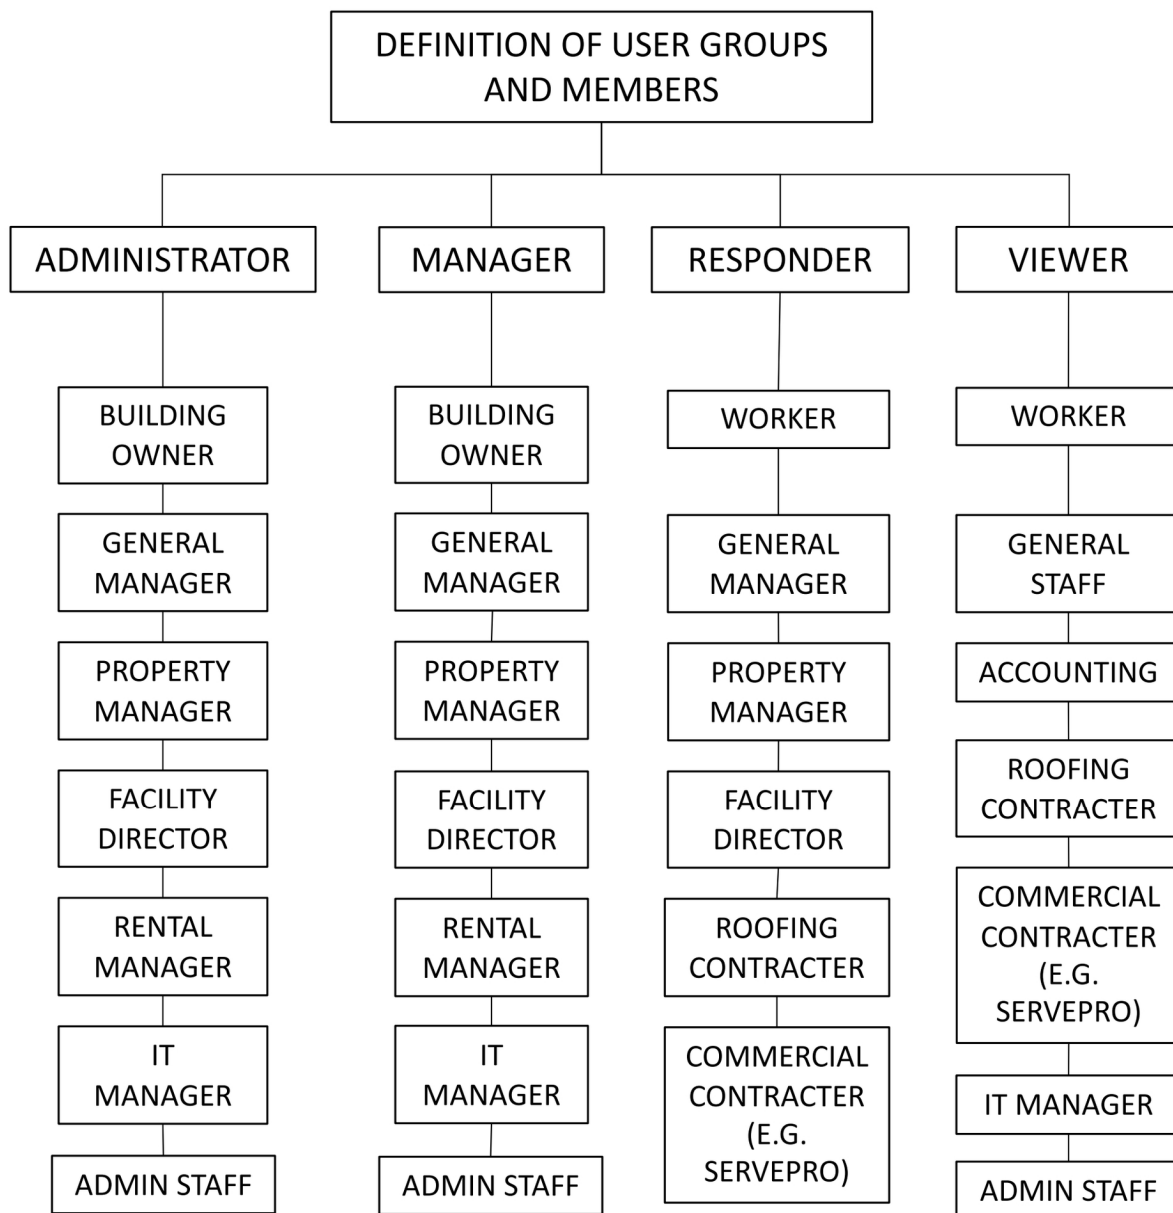 DEFINITION OF USER GROUPS
AND MEMBERS
ADMINISTRATOR
MANAGER
RESPONDER
VIEWER
BUILDING
OWNER
GENERAL
MANAGER
PROPERTY
MANAGER
FACILITY
DIRECTOR
RENTAL
MANAGER
IT
MANAGER
ADMIN STAFF
BUILDING
OWNER
GENERAL
MANAGER
PROPERTY
MANAGER
FACILITY
DIRECTOR
RENTAL
MANAGER
IT
MANAGER
ADMIN STAFF
WORKER
GENERAL
MANAGER
PROPERTY
MANAGER
FACILITY
DIRECTOR
ROOFING
CONTRACTER
COMMERCIAL
CONTRACTER
(E.G.
SERVEPRO)
WORKER
GENERAL
STAFF
ACCOUNTING
ROOFING
CONTRACTER
COMMERCIAL
CONTRACTER
(E.G.
SERVEPRO)
IT MANAGER
ADMIN STAFF